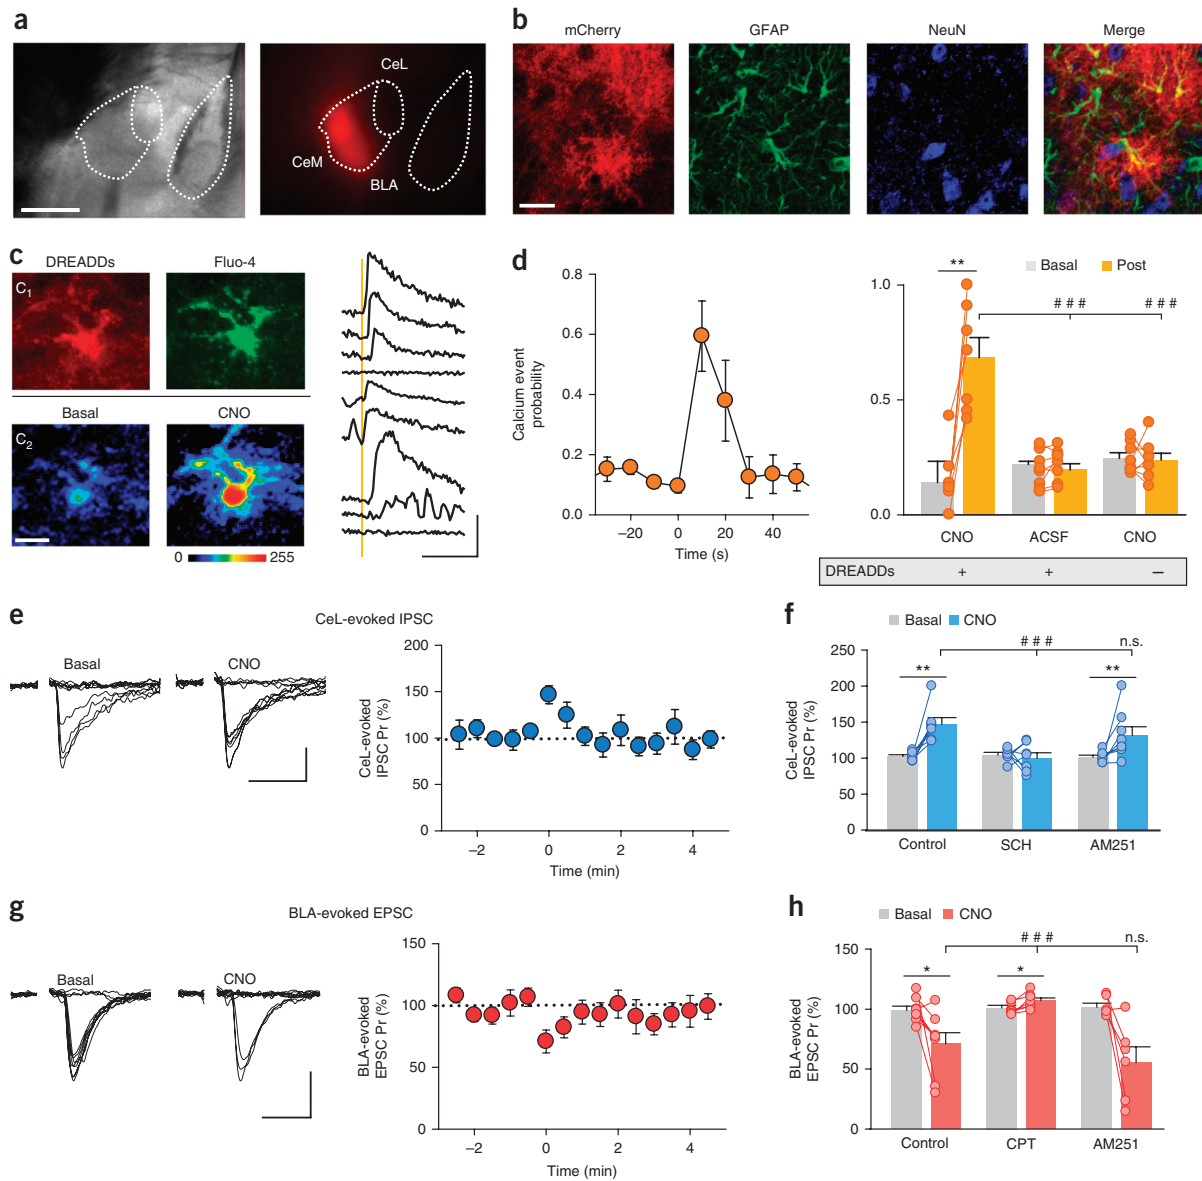 a
CeL
CeM
BLA
b
mCherry
GFAP
NeuN
Merge
c
DREADDs
Fluo-4
C1
Basal
CNO
C2
0
255
d
0.8
0.6
0.4
0.2
0.0
Calcium event
probability
–20
0
20
40
Time (s)
Basal
Post
**
# # #
# # #
1.0
0.5
0.0
CNO
ACSF
CNO
DREADDs
+
+
–
e
CeL-evoked IPSC
Basal
CNO
200
150
100
50
0
CeL-evoked
IPSC Pr (%)
–2
0
2
4
Time (min)
f
Basal
CNO
# # #
n.s.
**
**
250
200
150
100
50
0
CeL-evoked
IPSC Pr (%)
Control
SCH
AM251
g
BLA-evoked EPSC
Basal
CNO
150
100
50
0
BLA-evoked
EPSC Pr (%)
–2
0
2
4
Time (min)
h
Basal
CNO
# # #
n.s.
*
*
150
100
50
0
BLA-evoked
EPSC Pr (%)
Control
CPT
AM251